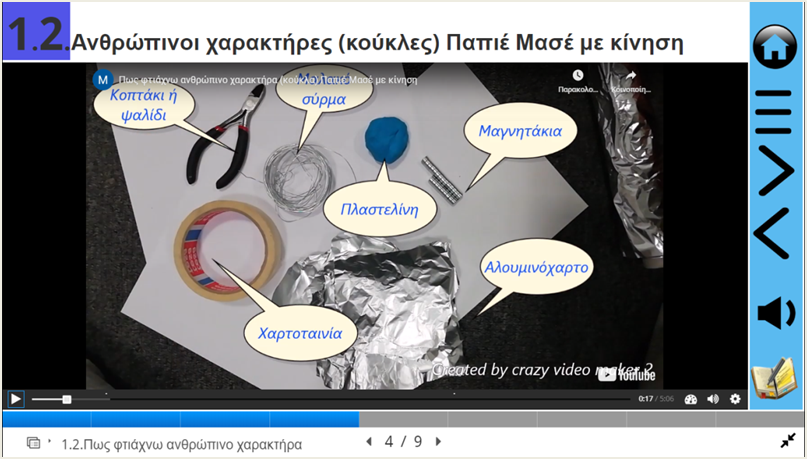 1.2.Ανθρώπινοι χαρακτήρες (κούκλες) Παπιέ Μασέ με κίνηση
M Πως φτιάχνω ανθρώπινο χαρακτήρα (κούκλα) Παπιέ Μασέ με κίνηση
Παρακολο...
Κοινοποίη...
Κοπτάκι ή
ψαλίδι
σύρμα
Μαγνητάκια
Πλαστελίνη
Αλουμινόχαρτο
Χαρτοταινία
Created by crazy video maker 2
YouTube
0:17 / 5:06
1.2.Πως φτιάχνω ανθρώπινο χαρακτήρα
4 / 9